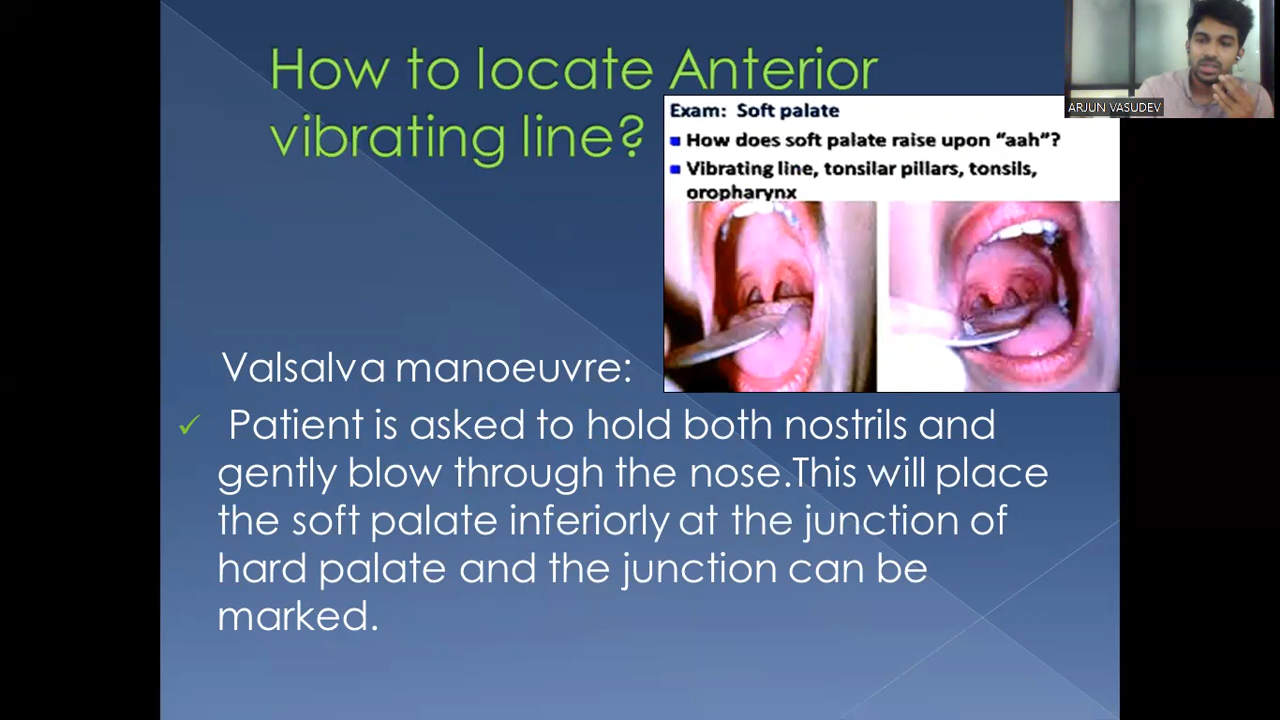 How to locate Anterior
vibrating line?
ARJUN VASUDEV
Exam: Soft palate
■ How does soft palate raise upon “aah”?
■ Vibrating line, tonsilar pillars, tonsils,
oropharynx
Valsalva manoeuvre:
✓ Patient is asked to hold both nostrils and
gently blow through the nose.This will place
the soft palate inferiorly at the junction of
hard palate and the junction can be
marked.